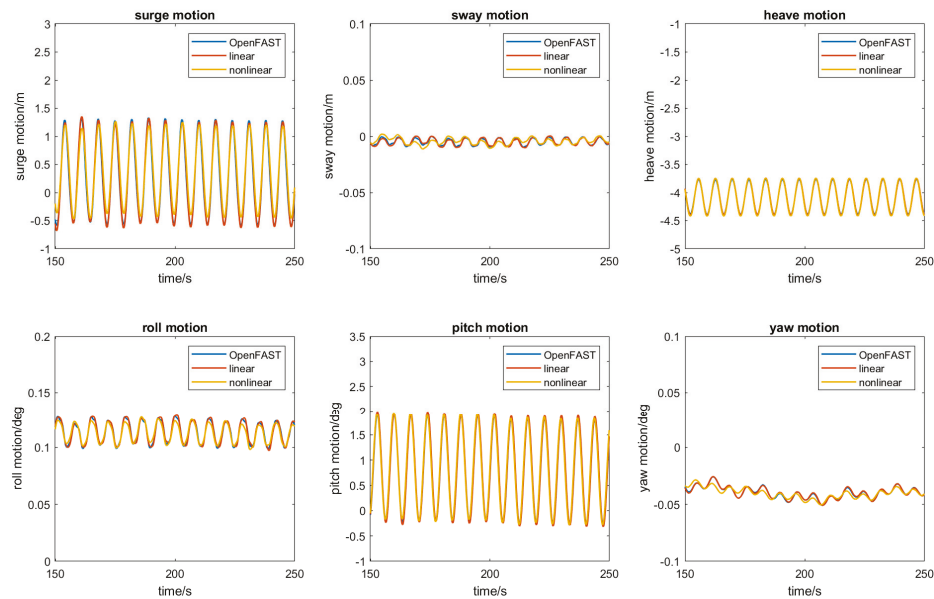 surge motion
3
2.5
2
1.5
1
0.5
0
-0.5
-1
surge motion/m
OpenFAST
linear
nonlinear
150
200
250
time/s
sway motion
0.1
0.05
0
-0.05
-0.1
sway motion/m
OpenFAST
linear
nonlinear
150
200
250
time/s
heave motion
-1
-1.5
-2
-2.5
-3
-3.5
-4
-4.5
-5
heave motion/m
OpenFAST
linear
nonlinear
150
200
250
time/s
roll motion
0.2
0.15
0.1
0.05
0
roll motion/deg
OpenFAST
linear
nonlinear
150
200
250
time/s
pitch motion
3.5
3
2.5
2
1.5
1
0.5
0
-0.5
-1
pitch motion/deg
OpenFAST
linear
nonlinear
150
200
250
time/s
yaw motion
0.1
0.05
0
-0.05
-0.1
yaw motion/deg
OpenFAST
linear
nonlinear
150
200
250
time/s